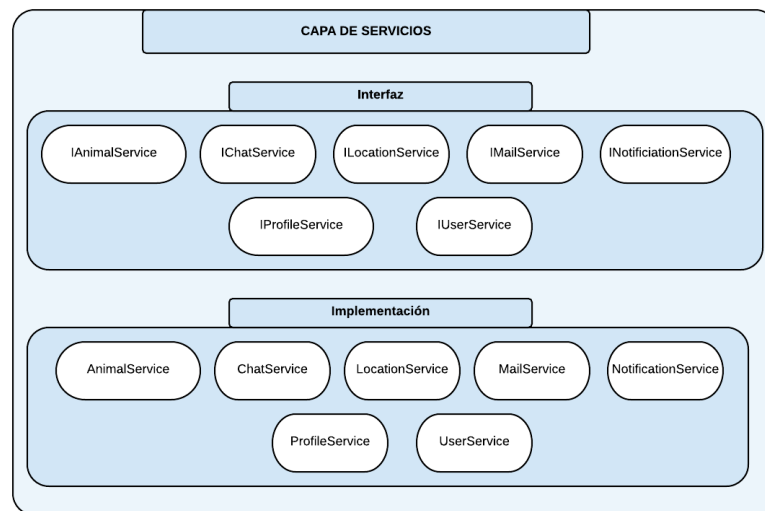 CAPA DE SERVICIOS
Interfaz
IAnimalService
IChatService
ILocationService
IMailService
INotificiationService
IProfileService
IUserService
Implementación
AnimalService
ChatService
LocationService
MailService
NotificationService
ProfileService
UserService